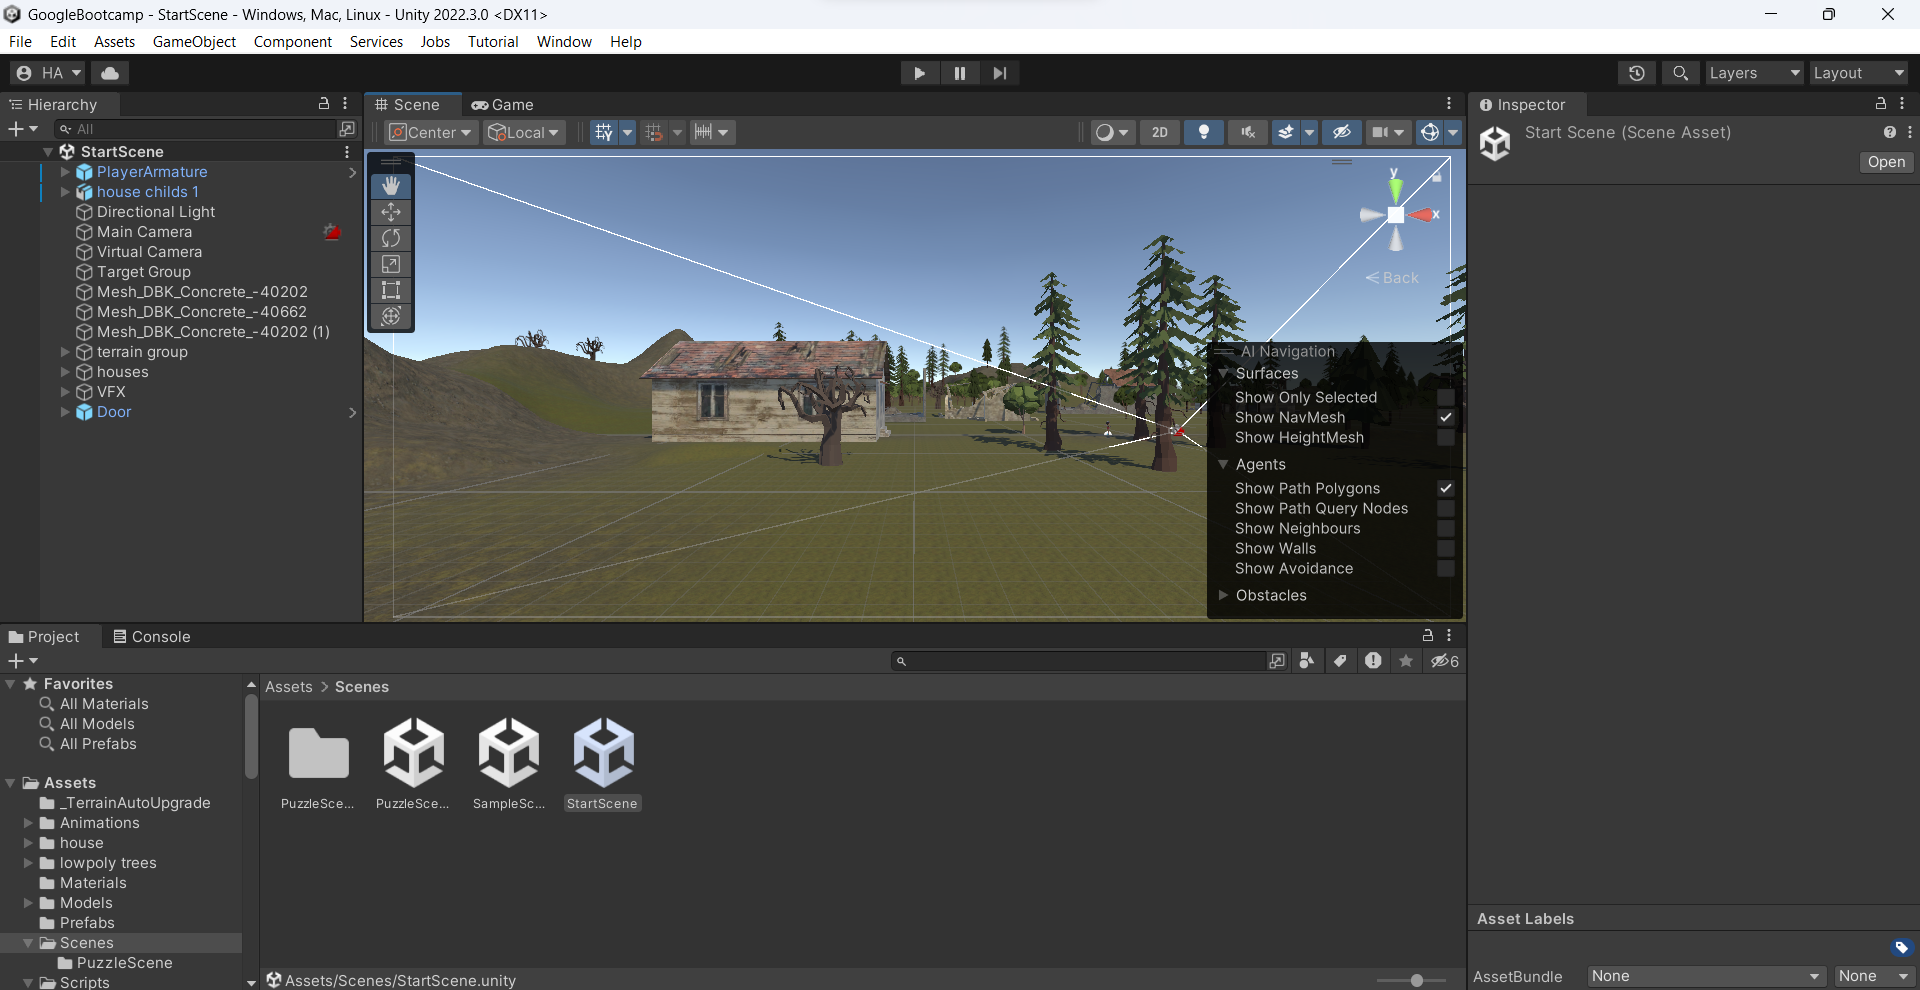 GoogleBootcamp - StartScene - Windows, Mac, Linux - Unity 2022.3.0 <DX11>
File Edit Assets GameObject Component Services Jobs Tutorial Window Help
HA Layers Layout
Hierarchy
All
StartScene
PlayerArmature
house childs 1
Directional Light
Main Camera
Virtual Camera
Target Group
Mesh_DBK_Concrete_-40202
Mesh_DBK_Concrete_-40662
Mesh_DBK_Concrete_-40202 (1)
terrain group
houses
VFX
Door
Scene Game
Center Local 2D
y
x
Back
AI Navigation
Surfaces
Show Only Selected
Show NavMesh
Show HeightMesh
Agents
Show Path Polygons
Show Path Query Nodes
Show Neighbours
Show Walls
Show Avoidance
Obstacles
Inspector
Start Scene (Scene Asset)
Open
Project Console
6
Favorites
All Materials
All Models
All Prefabs
Assets
_TerrainAutoUpgrade
Animations
house
lowpoly trees
Materials
Models
Prefabs
Scenes
PuzzleScene
Scripts
Assets > Scenes
PuzzleSce... PuzzleSce... SampleSc... StartScene
Assets/Scenes/StartScene.unity
Asset Labels
AssetBundle None None